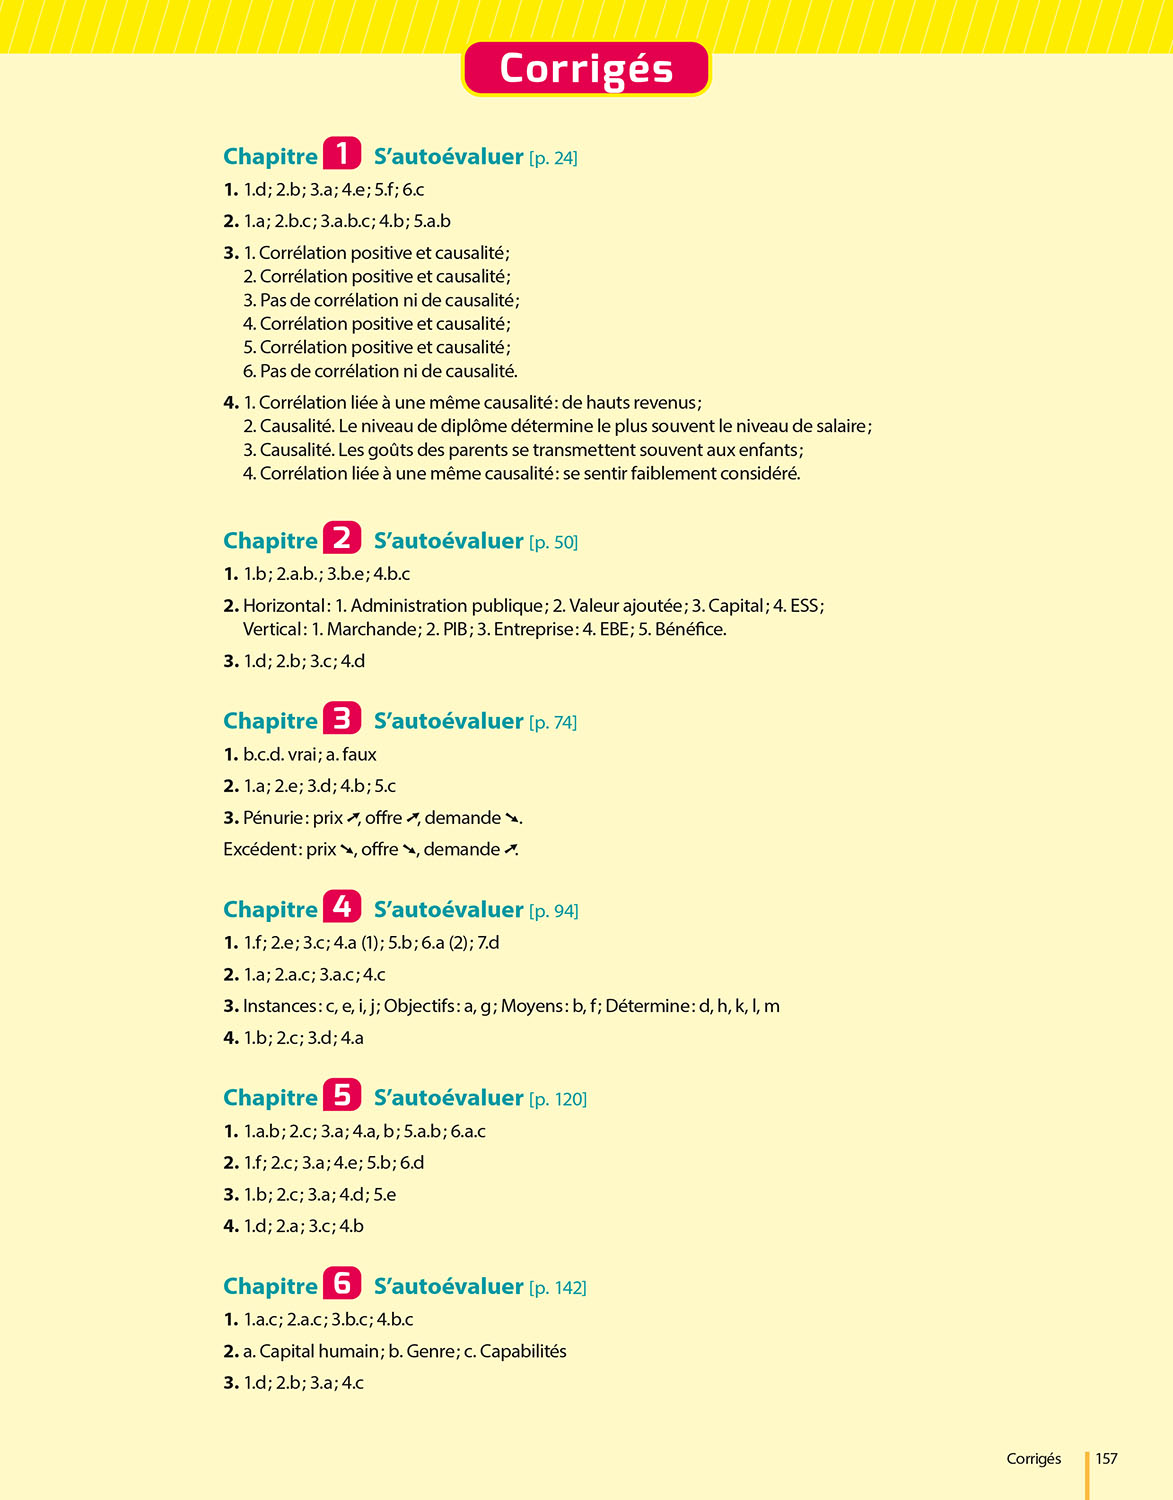 Corrigés
Chapitre 1 S’autoévaluer [p. 24]
1. 1.d ; 2.b ; 3.a ; 4.e ; 5.f ; 6.c
2. 1.a ; 2.b.c ; 3.a.b.c ; 4.b ; 5.a.b
3. 1. Corrélation positive et causalité ;
2. Corrélation positive et causalité ;
3. Pas de corrélation ni de causalité ;
4. Corrélation positive et causalité ;
5. Corrélation positive et causalité ;
6. Pas de corrélation ni de causalité.
4. 1. Corrélation liée à une même causalité : de hauts revenus ;
2. Causalité. Le niveau de diplôme détermine le plus souvent le niveau de salaire ;
3. Causalité. Les goûts des parents se transmettent souvent aux enfants ;
4. Corrélation liée à une même causalité : se sentir faiblement considéré.
Chapitre 2 S’autoévaluer [p. 50]
1. 1.b ; 2.a.b. ; 3.b.e ; 4.b.c
2. Horizontal : 1. Administration publique ; 2. Valeur ajoutée ; 3. Capital ; 4. ESS ;
Vertical : 1. Marchande ; 2. PIB ; 3. Entreprise : 4. EBE ; 5. Bénéfice.
3. 1.d ; 2.b ; 3.c ; 4.d
Chapitre 3 S’autoévaluer [p. 74]
1. b.c.d. vrai ; a. faux
2. 1.a ; 2.e ; 3.d ; 4.b ; 5.c
3. Pénurie : prix ➚, offre ➚, demande ➘.
Excédent : prix ➘, offre ➘, demande ➚.
Chapitre 4 S’autoévaluer [p. 94]
1. 1.f ; 2.e ; 3.c ; 4.a (1) ; 5.b ; 6.a (2) ; 7.d
2. 1.a ; 2.a.c ; 3.a.c ; 4.c
3. Instances : c, e, i, j ; Objectifs : a, g ; Moyens : b, f ; Détermine : d, h, k, l, m
4. 1.b ; 2.c ; 3.d ; 4.a
Chapitre 5 S’autoévaluer [p. 120]
1. 1.a.b ; 2.c ; 3.a ; 4.a, b ; 5.a.b ; 6.a.c
2. 1.f ; 2.c ; 3.a ; 4.e ; 5.b ; 6.d
3. 1.b ; 2.c ; 3.a ; 4.d ; 5.e
4. 1.d ; 2.a ; 3.c ; 4.b
Chapitre 6 S’autoévaluer [p. 142]
1. 1.a.c ; 2.a.c ; 3.b.c ; 4.b.c
2. a. Capital humain ; b. Genre ; c. Capabilités
3. 1.d ; 2.b ; 3.a ; 4.c
Corrigés 157